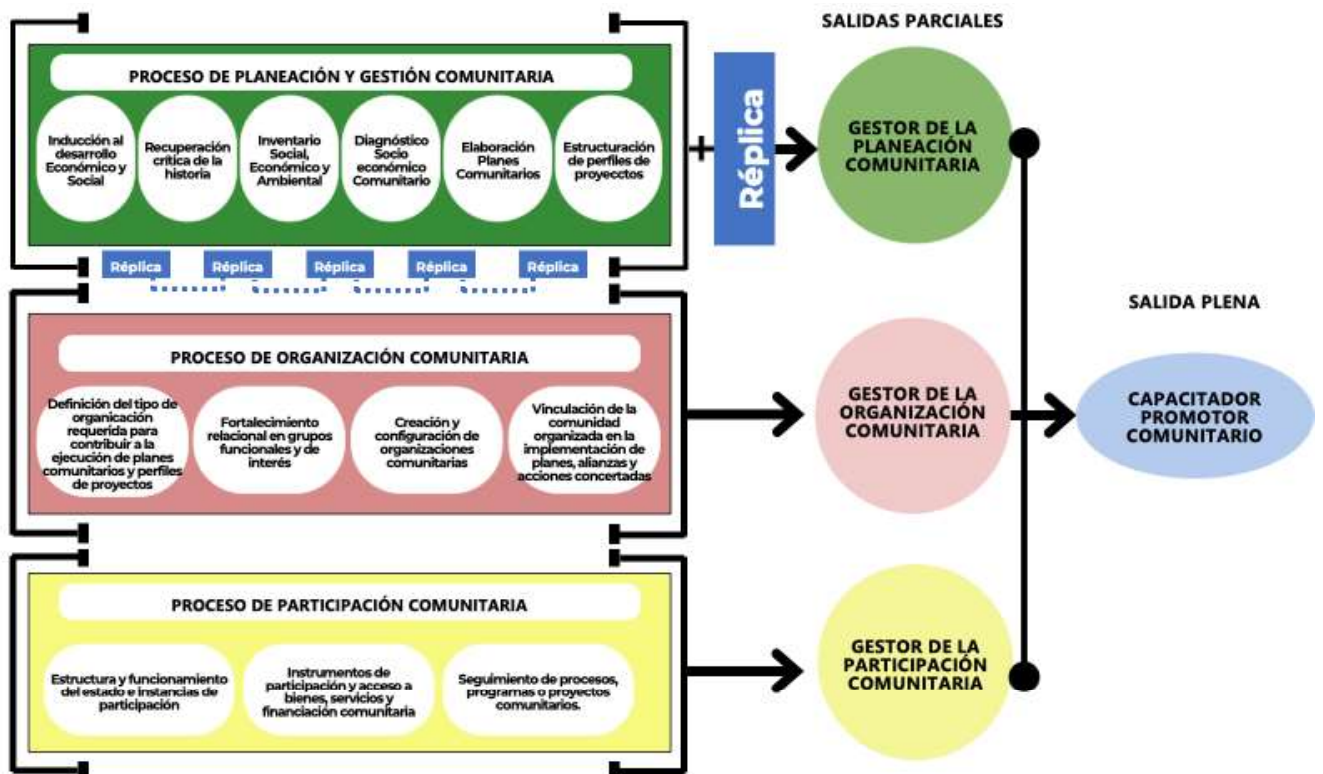 SALIDAS PARCIALES
PROCESO DE PLANEACIÓN Y GESTIÓN COMUNITARIA
Inducción al
desarrollo
Económico y
Social
Recuperación
crítica de la
historia
Inventario
Social,
Económico y
Ambiental
Diagnóstico
Socio
económico
Comunitario
Elaboración
Planes
Comunitarios
Estructuración
de perfiles de
proyecctos
+
Réplica
GESTOR DE LA
PLANEACIÓN
COMUNITARIA
Réplica
Réplica
Réplica
Réplica
Réplica
PROCESO DE ORGANIZACIÓN COMUNITARIA
Definición del tipo de
organicación
requerida para
contribuir a la
ejecución de planes
comunitarios y perfiles
de proyectos
Fortalecimiento
relacional en grupos
funcionales y de
interés
Creación y
configuración de
organizaciones
comunitarias
Vinculación de la
comunidad
organizada en la
implementación de
planes, alianzas y
acciones concertadas
GESTOR DE LA
ORGANIZACIÓN
COMUNITARIA
SALIDA PLENA
CAPACITADOR
PROMOTOR
COMUNITARIO
PROCESO DE PARTICIPACIÓN COMUNITARIA
Estructura y funcionamiento
del estado e instancias de
participación
Instrumentos de
participación y acceso a
bienes, servicios y
financiación comunitaria
Seguimiento de procesos,
programas o proyectos
comunitarios.
GESTOR DE LA
PARTICIPACIÓN
COMUNITARIA